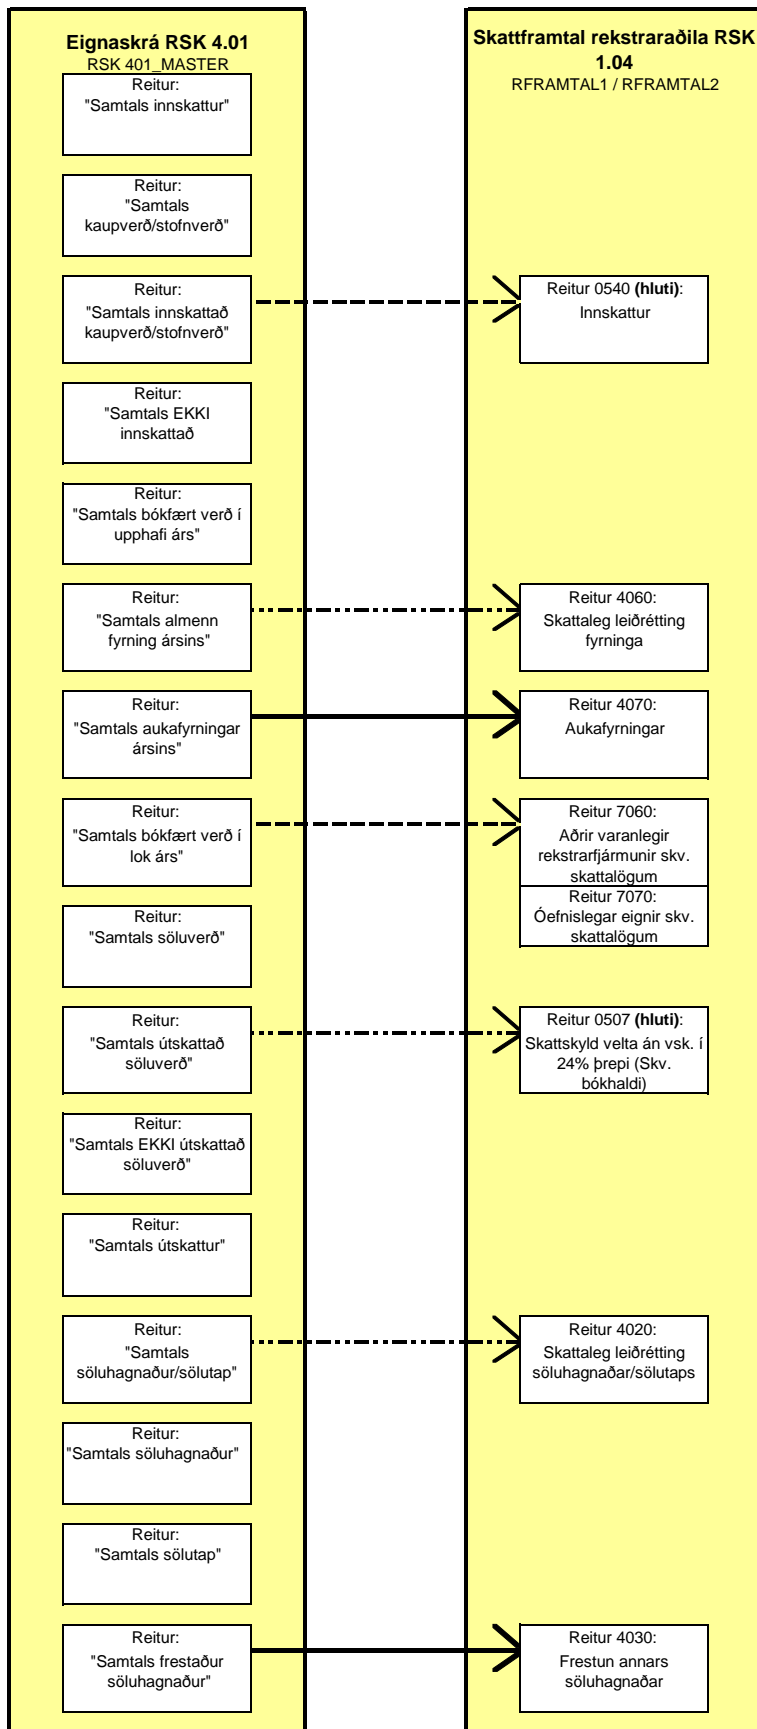 Eignaskrá RSK 4.01
RSK 401_MASTER
Reitur:
"Samtals innskattur"
Reitur:
"Samtals
kaupverð/stofnverð"
Reitur:
"Samtals innskattað
kaupverð/stofnverð"
Reitur:
"Samtals EKKI
innskattað
Reitur:
"Samtals bókfært verð í
upphafi árs"
Reitur:
"Samtals almenn
fyrning ársins"
Reitur:
"Samtals aukafyrningar
ársins"
Reitur:
"Samtals bókfært verð í
lok árs"
Reitur:
"Samtals söluverð"
Reitur:
"Samtals útskattað
söluverð"
Reitur:
"Samtals EKKI útskattað
söluverð"
Reitur:
"Samtals útskattur"
Reitur:
"Samtals
söluhagnaður/sölutap"
Reitur:
"Samtals söluhagnaður"
Reitur:
"Samtals sölutap"
Reitur:
"Samtals frestaður
söluhagnaður"
Skattframtal rekstraraðila RSK
1.04
RFRAMTAL1 / RFRAMTAL2
Reitur 0540 (hluti):
Innskattur
Reitur 4060:
Skattaleg leiðrétting
fyrninga
Reitur 4070:
Aukafyrningar
Reitur 7060:
Aðrir varanlegir
rekstrarfjármunir skv.
skattalögum
Reitur 7070:
Óefnislegar eignir skv.
skattalögum
Reitur 0507 (hluti):
Skattskyld velta án vsk. í
24% þrepi (Skv.
bókhaldi)
Reitur 4020:
Skattaleg leiðrétting
söluhagnaðar/sölutaps
Reitur 4030:
Frestun annars
söluhagnaðar